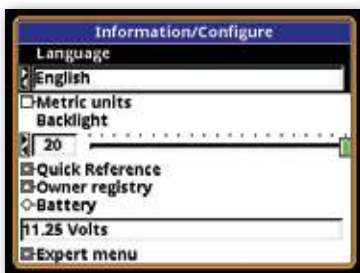 Information/Configure
Language
English
Metric units
Backlight
20
Quick Reference
Owner registry
Battery
11.25 Volts
Expert menu